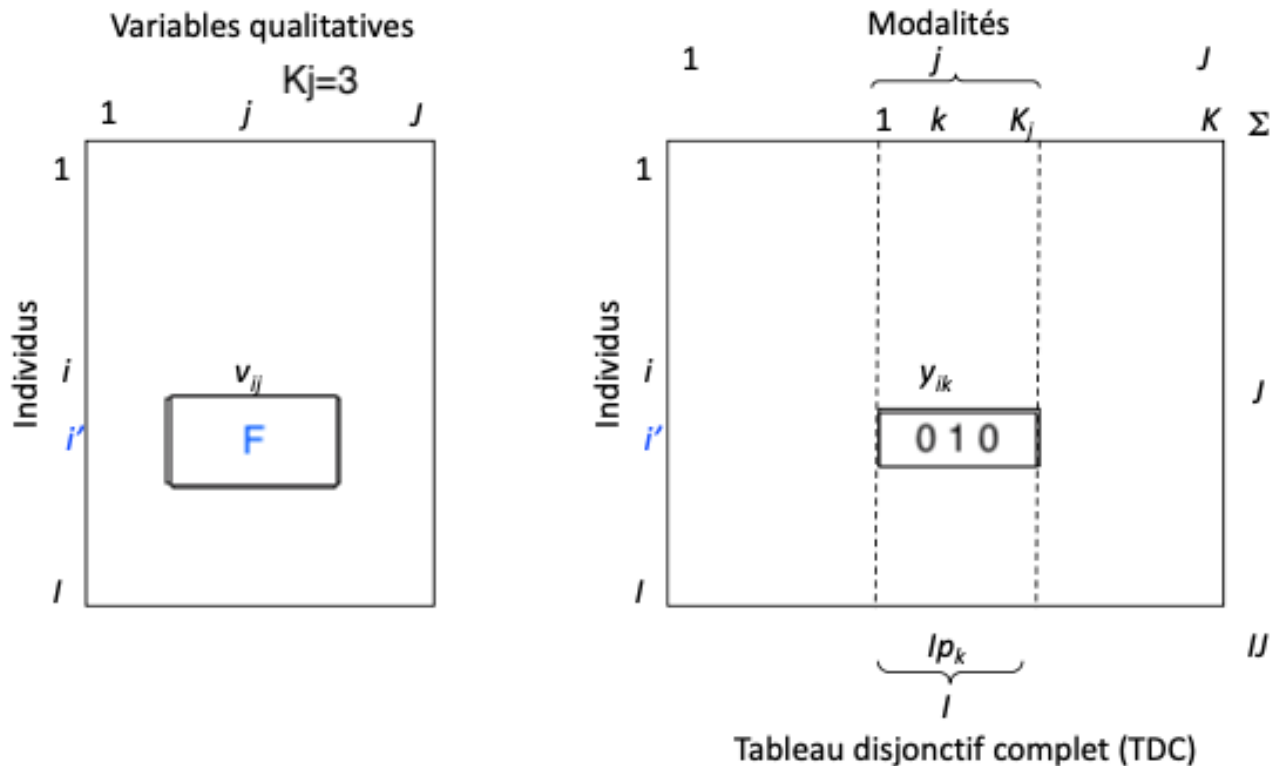 Variables qualitatives
Kj=3
1 j J
1
Individus
i
v_ij
i'
F
I
Modalités
1 j J
1 k K_j K Σ
1
Individus
i
y_ik
J
i'
0 1 0
I
Ip_k
IJ
I
Tableau disjonctif complet (TDC)